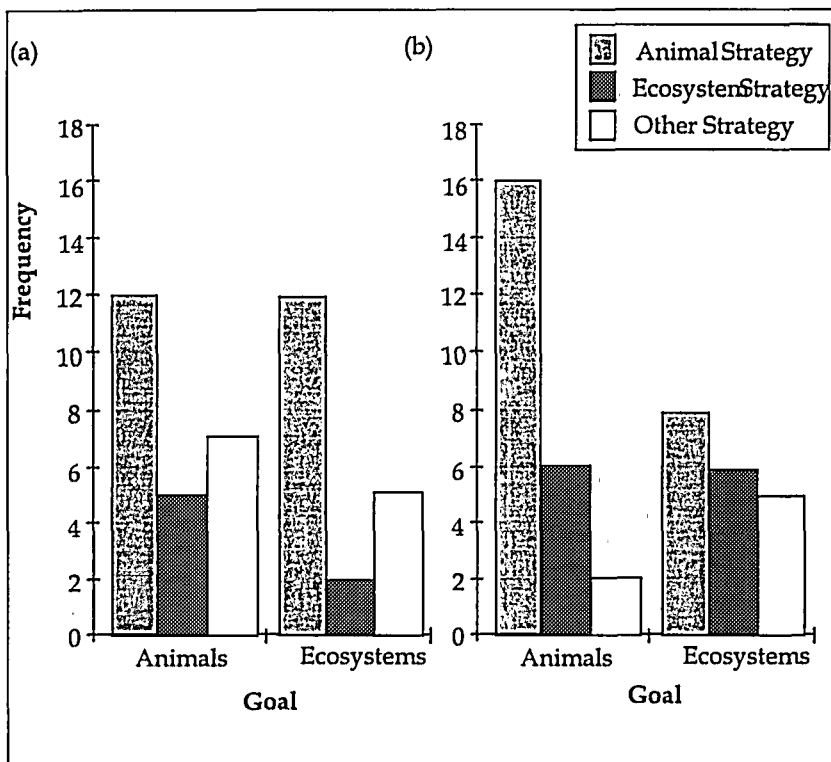 (a)
(b)
Animal Strategy
EcosystemStrategy
Other Strategy
Frequency
18
16
14
12
10
8
6
4
2
0
Animals
Ecosystems
Goal
18
16
14
12
10
8
6
4
2
0
Animals
Ecosystems
Goal